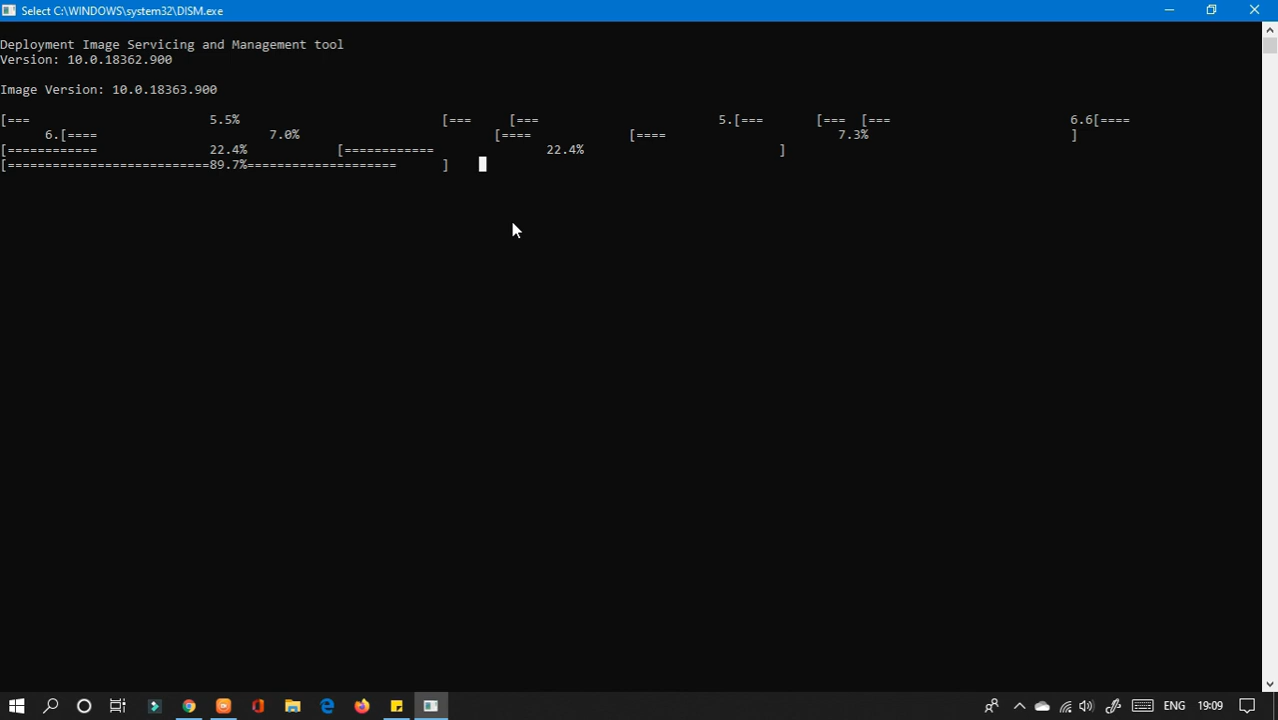 Select C:\WINDOWS\system32\DISM.exe
Deployment Image Servicing and Management tool
Version: 10.0.18362.900
Image Version: 10.0.18363.900
[===                        5.5%                           [===     [===                        5.[===       [===  [===                        6.6[====
      6.[====                       7.0%                          [====             [====                       7.3%                           ]
[============               22.4%            [============               22.4%                          ]
[===========================89.7%====================      ]
ENG
19:09